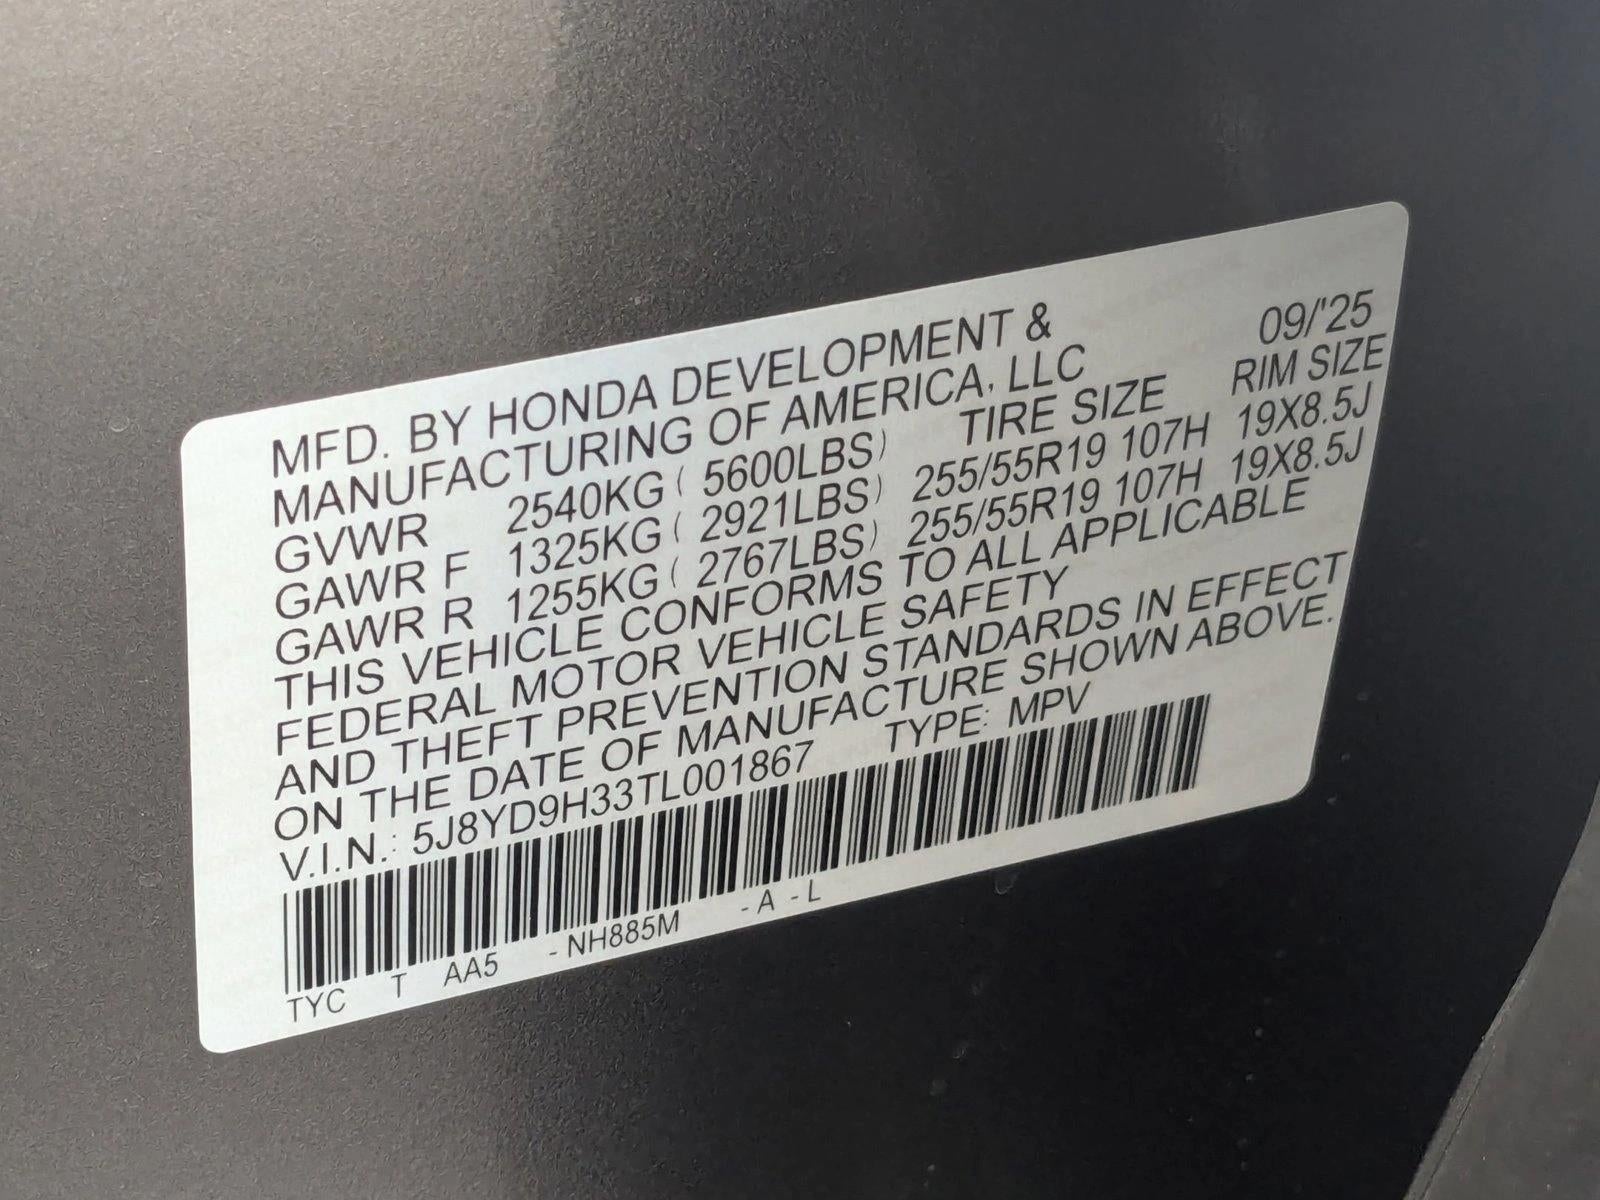 MFD. BY HONDA DEVELOPMENT & 09/'25
MANUFACTURING OF AMERICA, LLC
TIRE SIZE RIM SIZE
GVWR 2540KG ( 5600LBS)
GAWR F 1325KG ( 2921LBS) 255/55R19 107H 19X8.5J
GAWR R 1255KG ( 2767LBS) 255/55R19 107H 19X8.5J
THIS VEHICLE CONFORMS TO ALL APPLICABLE
FEDERAL MOTOR VEHICLE SAFETY
AND THEFT PREVENTION STANDARDS IN EFFECT
ON THE DATE OF MANUFACTURE SHOWN ABOVE.
V.I.N.: 5J8YD9H33TL001867 TYPE: MPV
TYC T AA5 -NH885M -A -L